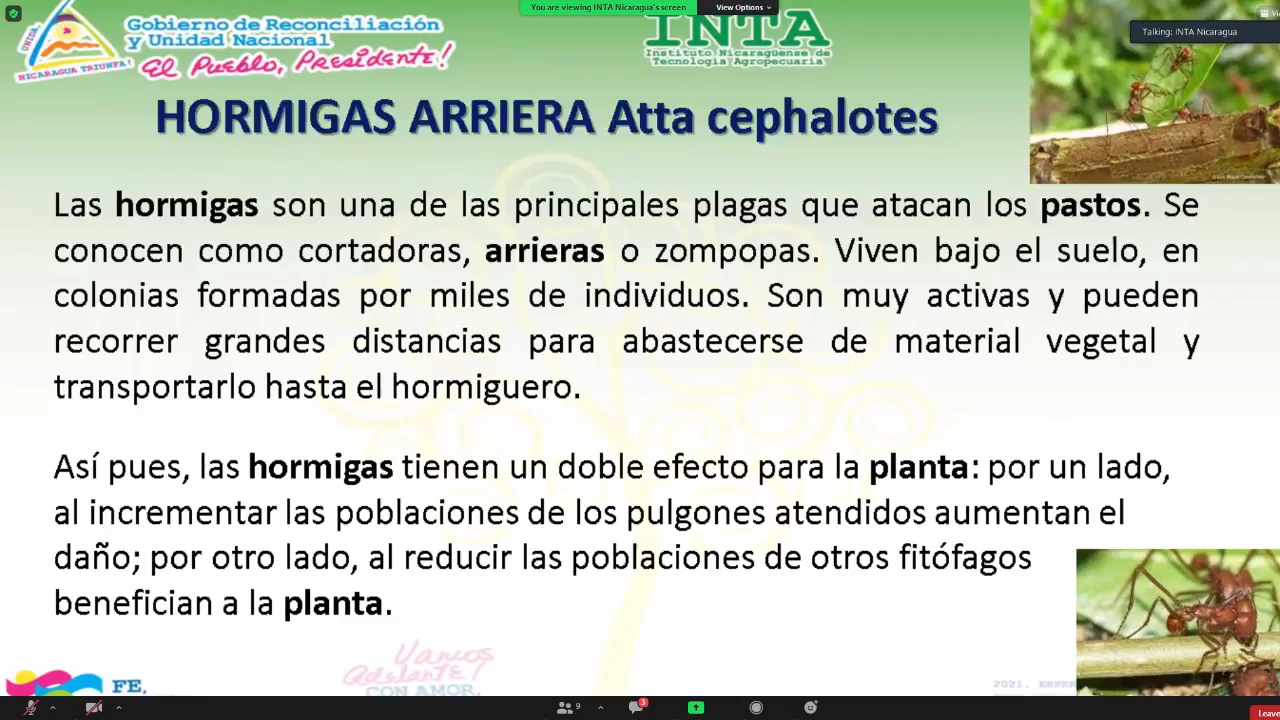 You are viewing INTA Nicaragua's screen
View Options
Talking: INTA Nicaragua
Gobierno de Reconciliación
y Unidad Nacional
El Pueblo, Presidente!
UNIDA
NICARAGUA TRIUNFA!
INTA
Instituto Nicaragüense de
Tecnología Agropecuaria
HORMIGAS ARRIERA Atta cephalotes
Las hormigas son una de las principales plagas que atacan los pastos. Se
conocen como cortadoras, arrieras o zompopas. Viven bajo el suelo, en
colonias formadas por miles de individuos. Son muy activas y pueden
recorrer grandes distancias para abastecerse de material vegetal y
transportarlo hasta el hormiguero.
Así pues, las hormigas tienen un doble efecto para la planta: por un lado,
al incrementar las poblaciones de los pulgones atendidos aumentan el
daño; por otro lado, al reducir las poblaciones de otros fitófagos
benefician a la planta.
FE,
Vamos
Adelante!
CON AMOR,
2021,
9
3
Leave